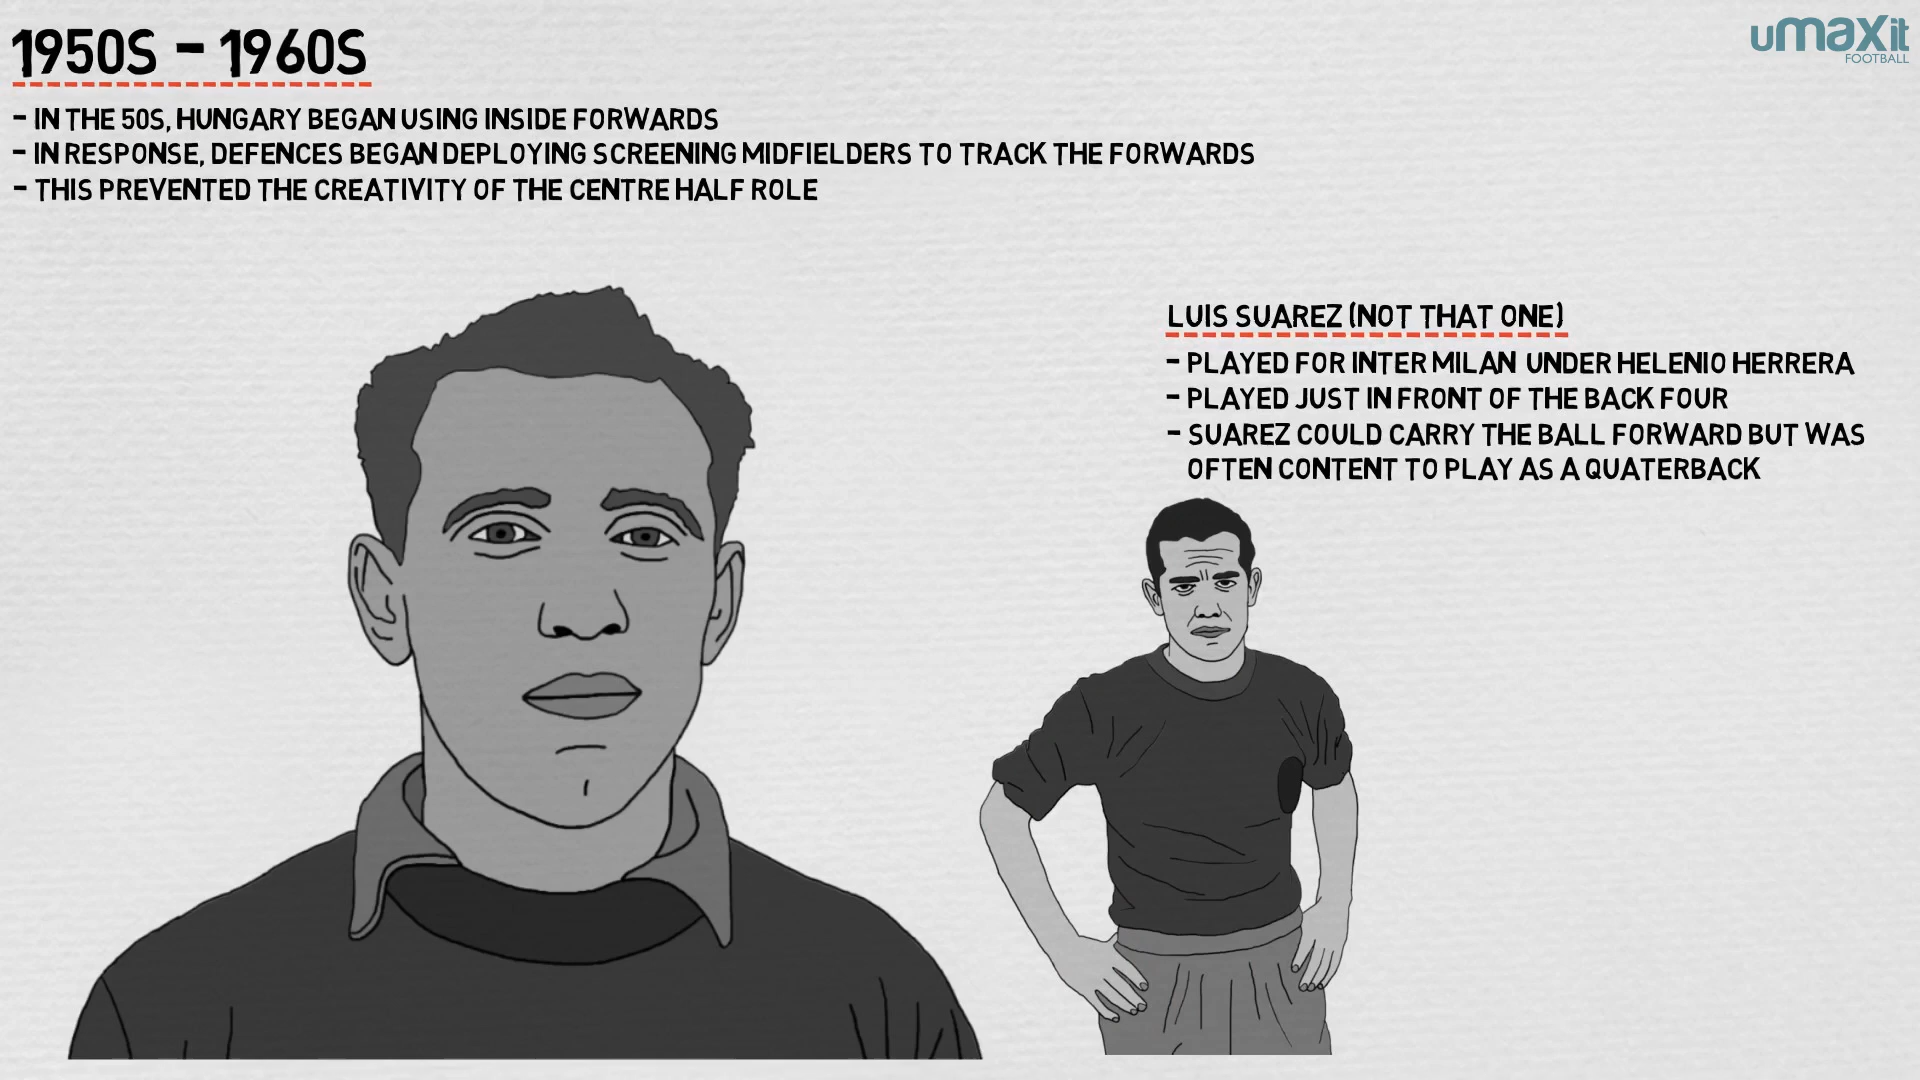 1950S - 1960S
- IN THE 50S, HUNGARY BEGAN USING INSIDE FORWARDS
- IN RESPONSE, DEFENCES BEGAN DEPLOYING SCREENING MIDFIELDERS TO TRACK THE FORWARDS
- THIS PREVENTED THE CREATIVITY OF THE CENTRE HALF ROLE
umaxit
FOOTBALL
LUIS SUAREZ (NOT THAT ONE)
- PLAYED FOR INTER MILAN UNDER HELENIO HERRERA
- PLAYED JUST IN FRONT OF THE BACK FOUR
- SUAREZ COULD CARRY THE BALL FORWARD BUT WAS
OFTEN CONTENT TO PLAY AS A QUATERBACK